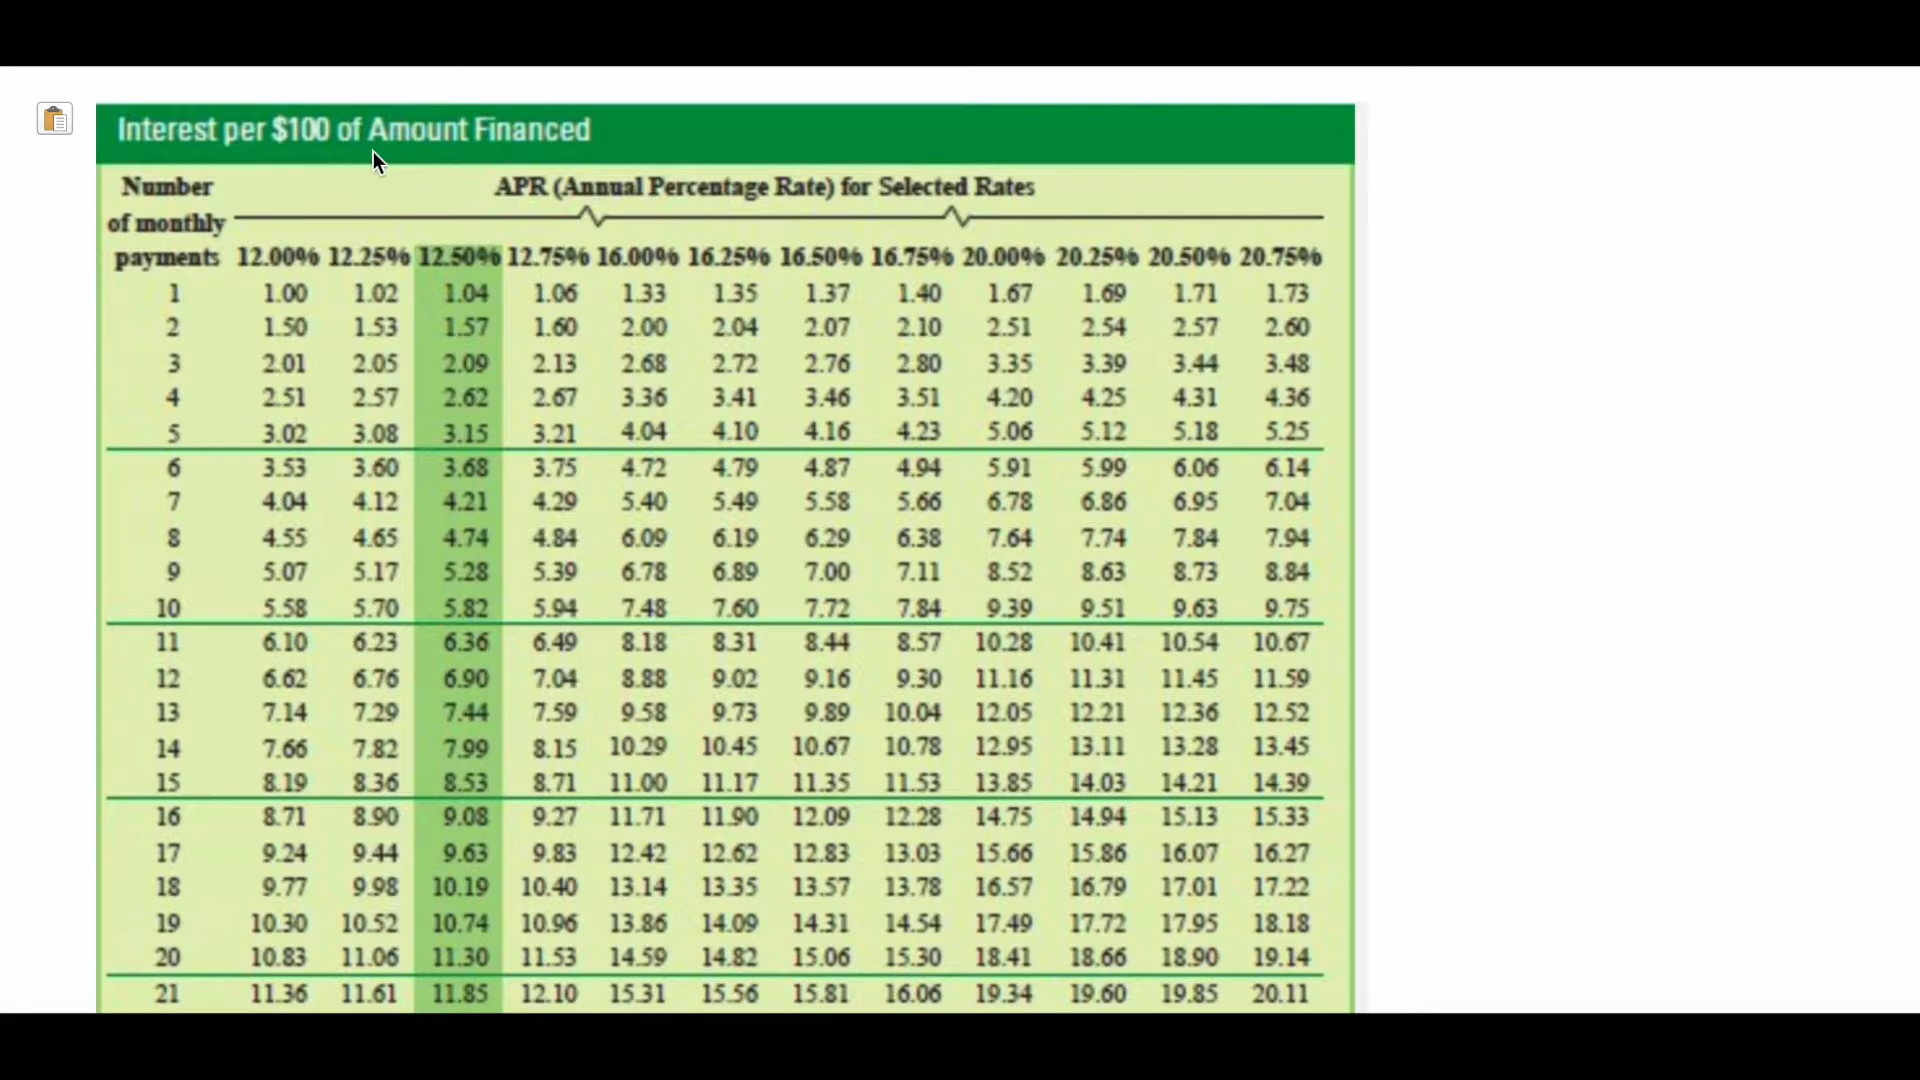 Interest per $100 of Amount Financed
Number APR (Annual Percentage Rate) for Selected Rates
of monthly
payments 12.00% 12.25% 12.50% 12.75% 16.00% 16.25% 16.50% 16.75% 20.00% 20.25% 20.50% 20.75%
1 1.00 1.02 1.04 1.06 1.33 1.35 1.37 1.40 1.67 1.69 1.71 1.73
2 1.50 1.53 1.57 1.60 2.00 2.04 2.07 2.10 2.51 2.54 2.57 2.60
3 2.01 2.05 2.09 2.13 2.68 2.72 2.76 2.80 3.35 3.39 3.44 3.48
4 2.51 2.57 2.62 2.67 3.36 3.41 3.46 3.51 4.20 4.25 4.31 4.36
5 3.02 3.08 3.15 3.21 4.04 4.10 4.16 4.23 5.06 5.12 5.18 5.25
6 3.53 3.60 3.68 3.75 4.72 4.79 4.87 4.94 5.91 5.99 6.06 6.14
7 4.04 4.12 4.21 4.29 5.40 5.49 5.58 5.66 6.78 6.86 6.95 7.04
8 4.55 4.65 4.74 4.84 6.09 6.19 6.29 6.38 7.64 7.74 7.84 7.94
9 5.07 5.17 5.28 5.39 6.78 6.89 7.00 7.11 8.52 8.63 8.73 8.84
10 5.58 5.70 5.82 5.94 7.48 7.60 7.72 7.84 9.39 9.51 9.63 9.75
11 6.10 6.23 6.36 6.49 8.18 8.31 8.44 8.57 10.28 10.41 10.54 10.67
12 6.62 6.76 6.90 7.04 8.88 9.02 9.16 9.30 11.16 11.31 11.45 11.59
13 7.14 7.29 7.44 7.59 9.58 9.73 9.89 10.04 12.05 12.21 12.36 12.52
14 7.66 7.82 7.99 8.15 10.29 10.45 10.67 10.78 12.95 13.11 13.28 13.45
15 8.19 8.36 8.53 8.71 11.00 11.17 11.35 11.53 13.85 14.03 14.21 14.39
16 8.71 8.90 9.08 9.27 11.71 11.90 12.09 12.28 14.75 14.94 15.13 15.33
17 9.24 9.44 9.63 9.83 12.42 12.62 12.83 13.03 15.66 15.86 16.07 16.27
18 9.77 9.98 10.19 10.40 13.14 13.35 13.57 13.78 16.57 16.79 17.01 17.22
19 10.30 10.52 10.74 10.96 13.86 14.09 14.31 14.54 17.49 17.72 17.95 18.18
20 10.83 11.06 11.30 11.53 14.59 14.82 15.06 15.30 18.41 18.66 18.90 19.14
21 11.36 11.61 11.85 12.10 15.31 15.56 15.81 16.06 19.34 19.60 19.85 20.11